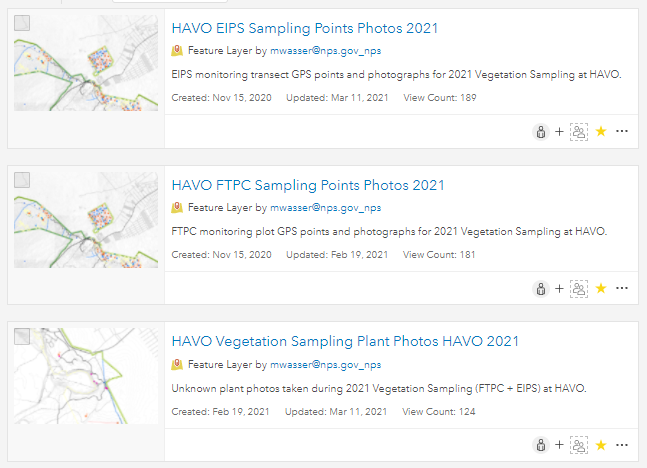 HAVO EIPS Sampling Points Photos 2021
Feature Layer by mwasser@nps.gov_nps
EIPS monitoring transect GPS points and photographs for 2021 Vegetation Sampling at HAVO.
Created: Nov 15, 2020 Updated: Mar 11, 2021 View Count: 189
HAVO FTPC Sampling Points Photos 2021
Feature Layer by mwasser@nps.gov_nps
FTPC monitoring plot GPS points and photographs for 2021 Vegetation Sampling at HAVO.
Created: Nov 15, 2020 Updated: Feb 19, 2021 View Count: 181
HAVO Vegetation Sampling Plant Photos HAVO 2021
Feature Layer by mwasser@nps.gov_nps
Unknown plant photos taken during 2021 Vegetation Sampling (FTPC + EIPS) at HAVO.
Created: Feb 19, 2021 Updated: Mar 11, 2021 View Count: 124